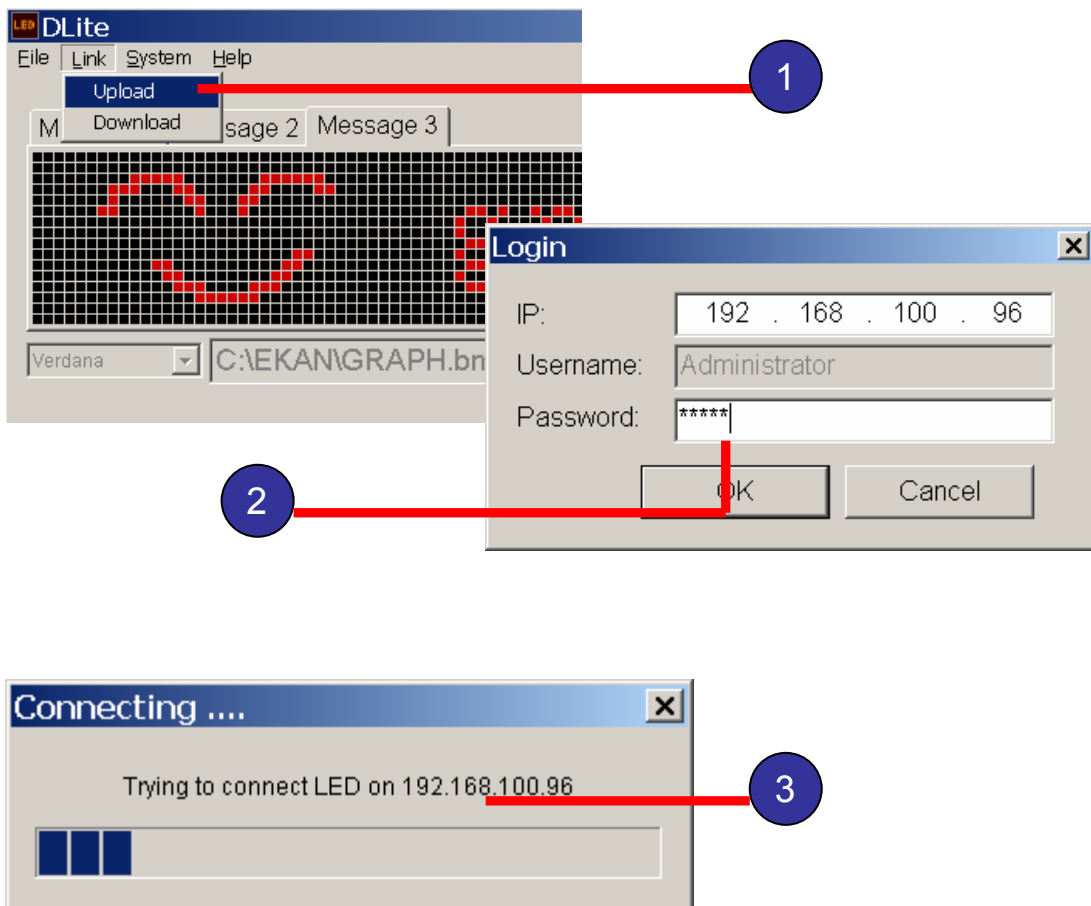 LED DLite
File Link System Help
Upload
Download
M sage 2 Message 3
Verdana C:\EKAN\GRAPH.bm
1
Login
IP: 192 . 168 . 100 . 96
Username: Administrator
Password: *****
OK Cancel
2
Connecting ....
Trying to connect LED on 192.168.100.96
3